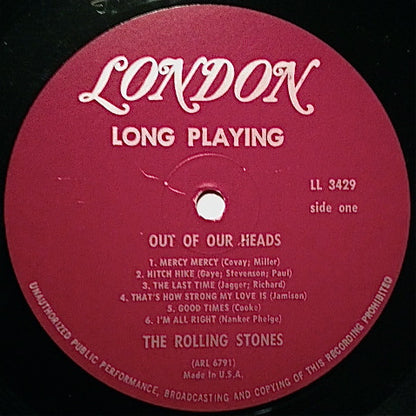 LONDON
LONG PLAYING
LL 3429
side one
OUT OF OUR HEADS
1. MERCY MERCY (Covay; Miller)
2. HITCH HIKE (Gaye; Stevenson; Paul)
3. THE LAST TIME (Jagger; Richard)
4. THAT'S HOW STRONG MY LOVE IS (Jamison)
5. GOOD TIMES (Cooke)
6. I'M ALL RIGHT (Nanker Phelge)
THE ROLLING STONES
(ARL 6791)
Made in U.S.A.
UNAUTHORIZED PUBLIC PERFORMANCE, BROADCASTING AND COPYING OF THIS RECORDING PROHIBITED